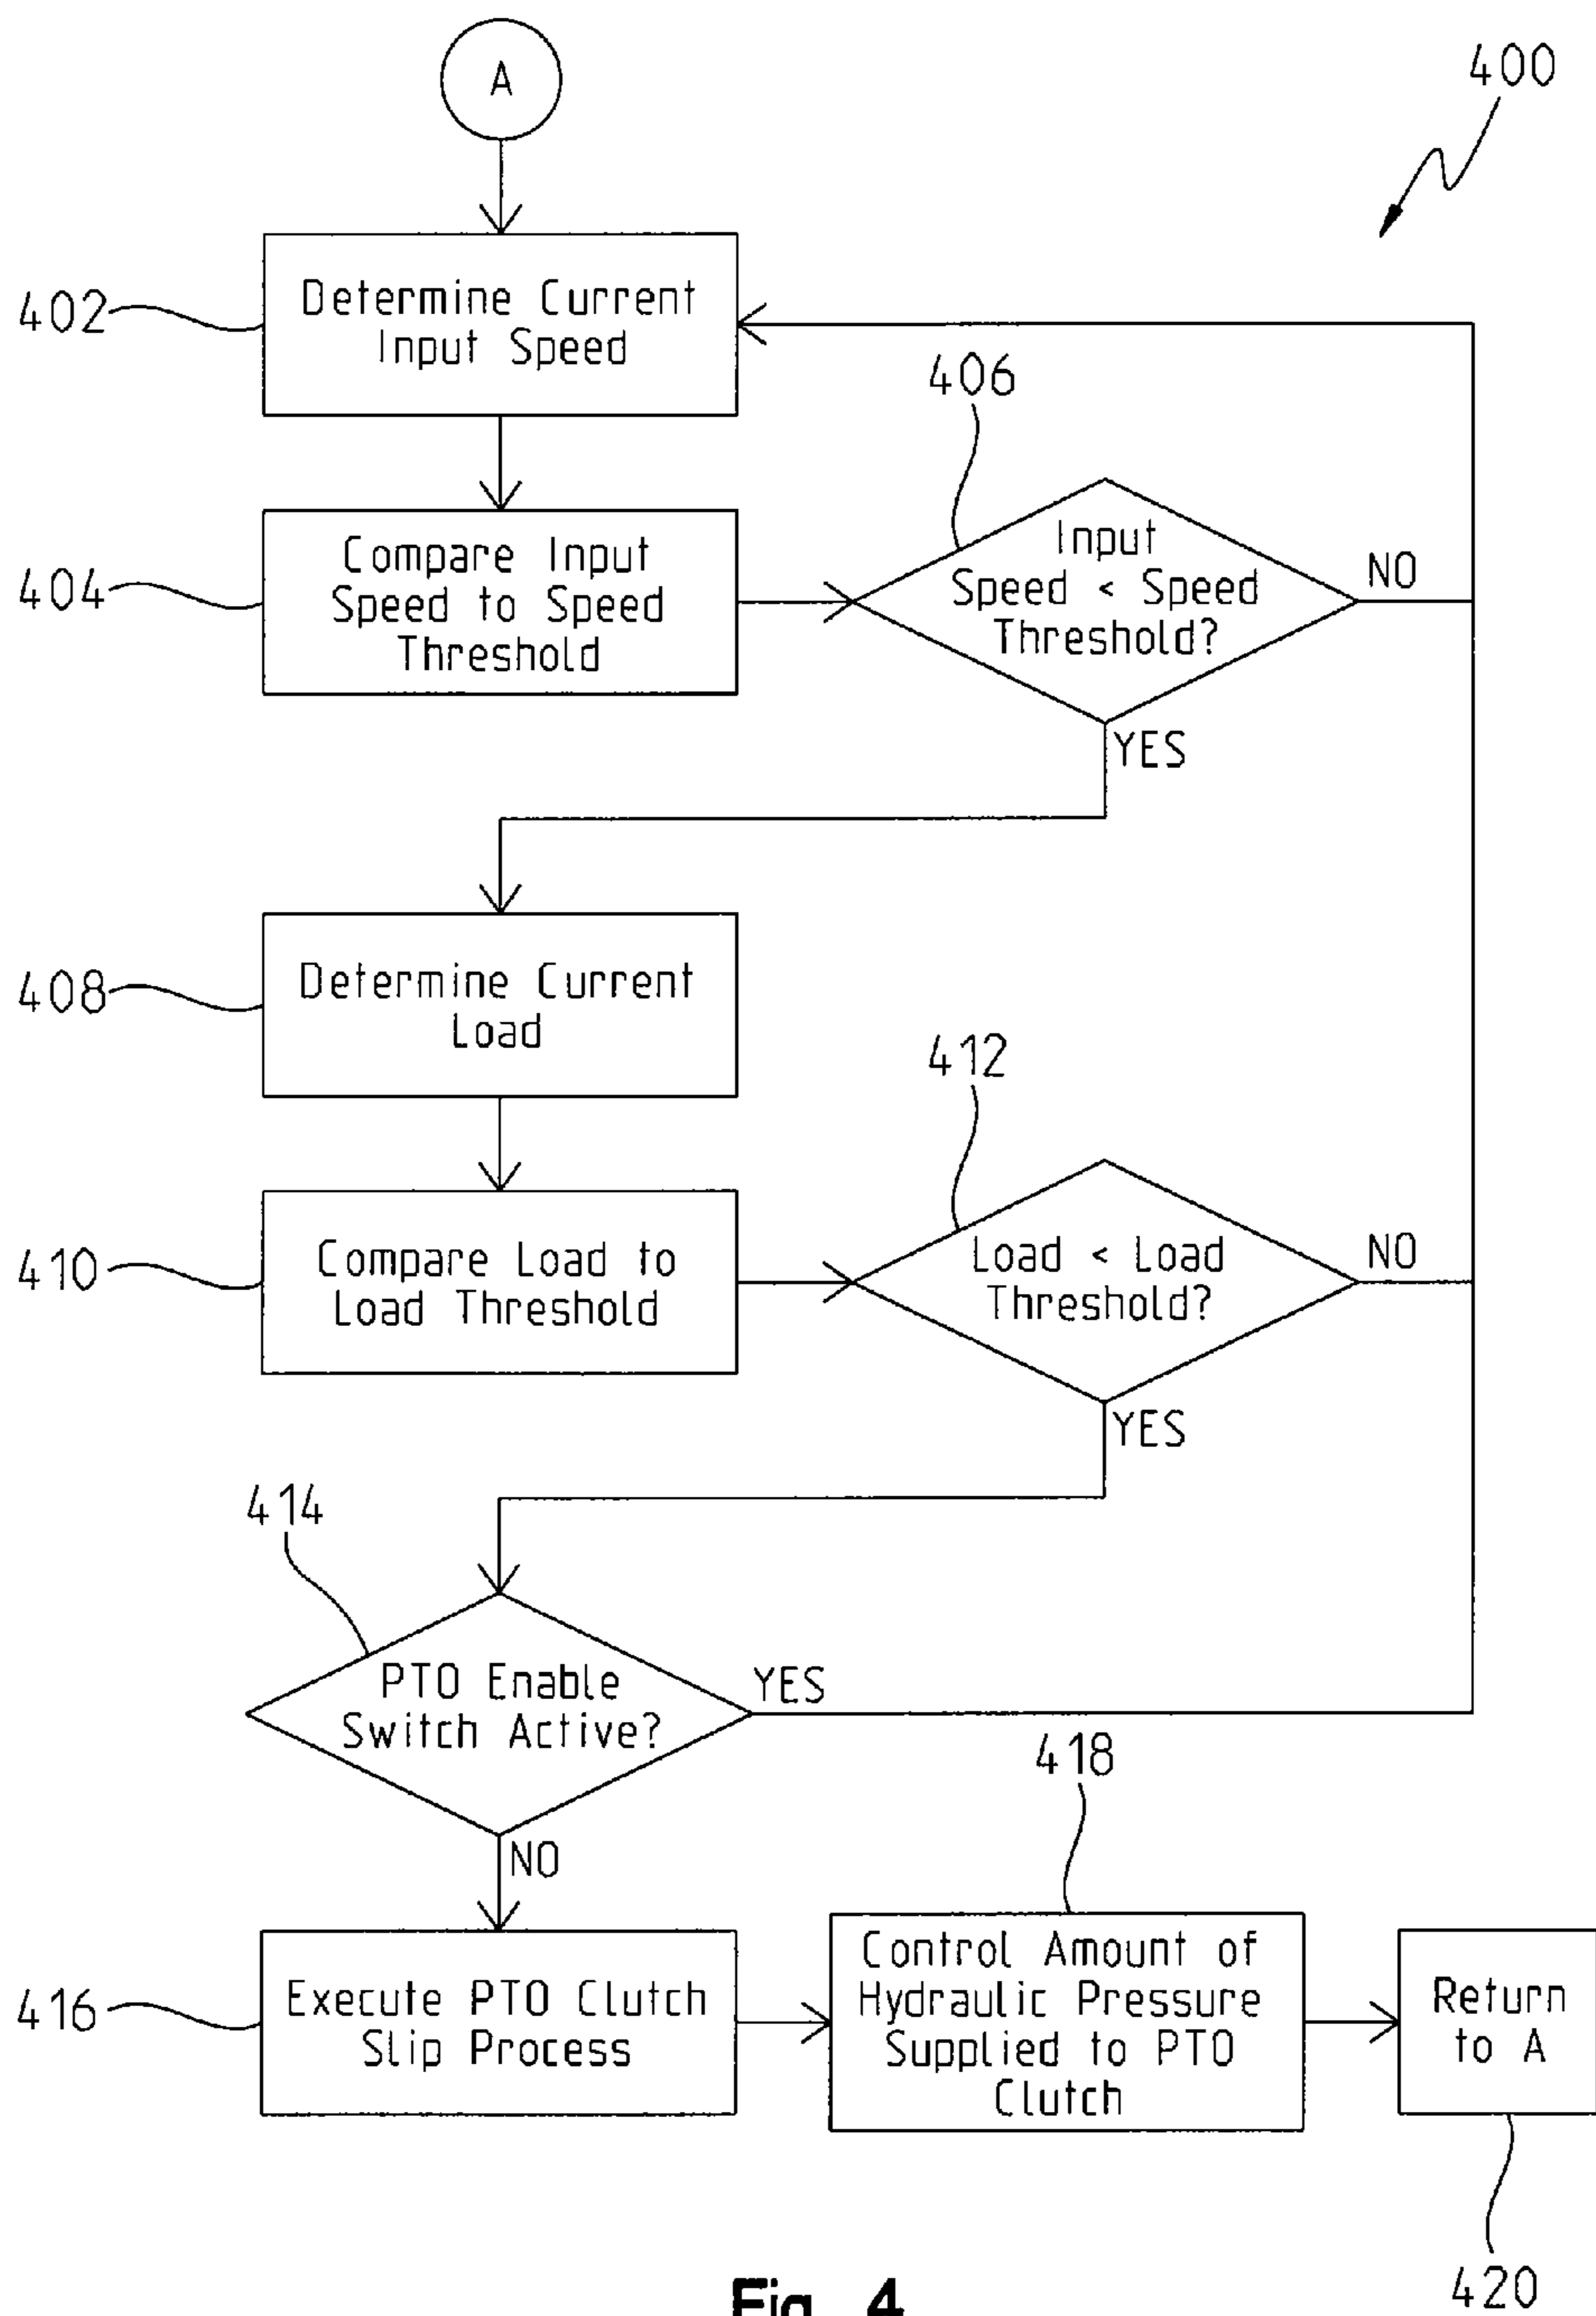 A
400
402
Determine Current
Input Speed
406
404
Compare Input
Speed to Speed
Threshold
Input
Speed < Speed
Threshold?
NO
YES
408
Determine Current
Load
412
410
Compare Load to
Load Threshold
Load < Load
Threshold?
NO
YES
414
PTO Enable
Switch Active?
YES
NO
418
416
Execute PTO Clutch
Slip Process
Control Amount of
Hydraulic Pressure
Supplied to PTO
Clutch
Return
to A
420
Fig. 4